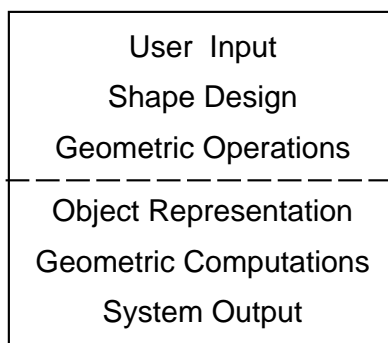 User Input
Shape Design
Geometric Operations
Object Representation
Geometric Computations
System Output